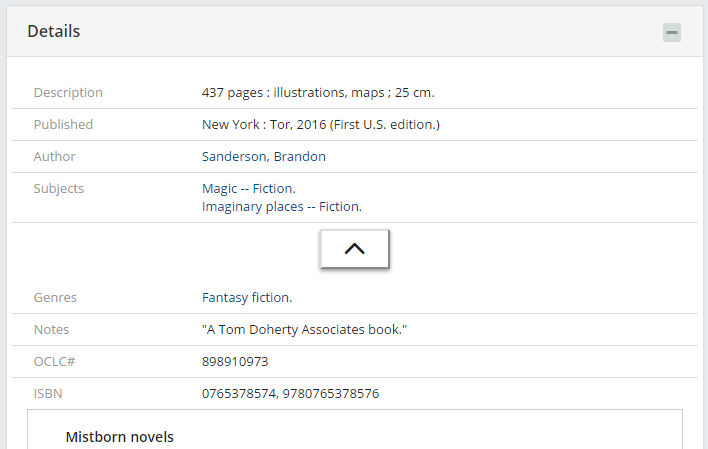 Details
Description 437 pages : illustrations, maps ; 25 cm.
Published New York : Tor, 2016 (First U.S. edition.)
Author Sanderson, Brandon
Subjects Magic -- Fiction.
Imaginary places -- Fiction.
Genres Fantasy fiction.
Notes "A Tom Doherty Associates book."
OCLC# 898910973
ISBN 0765378574, 9780765378576
Mistborn novels